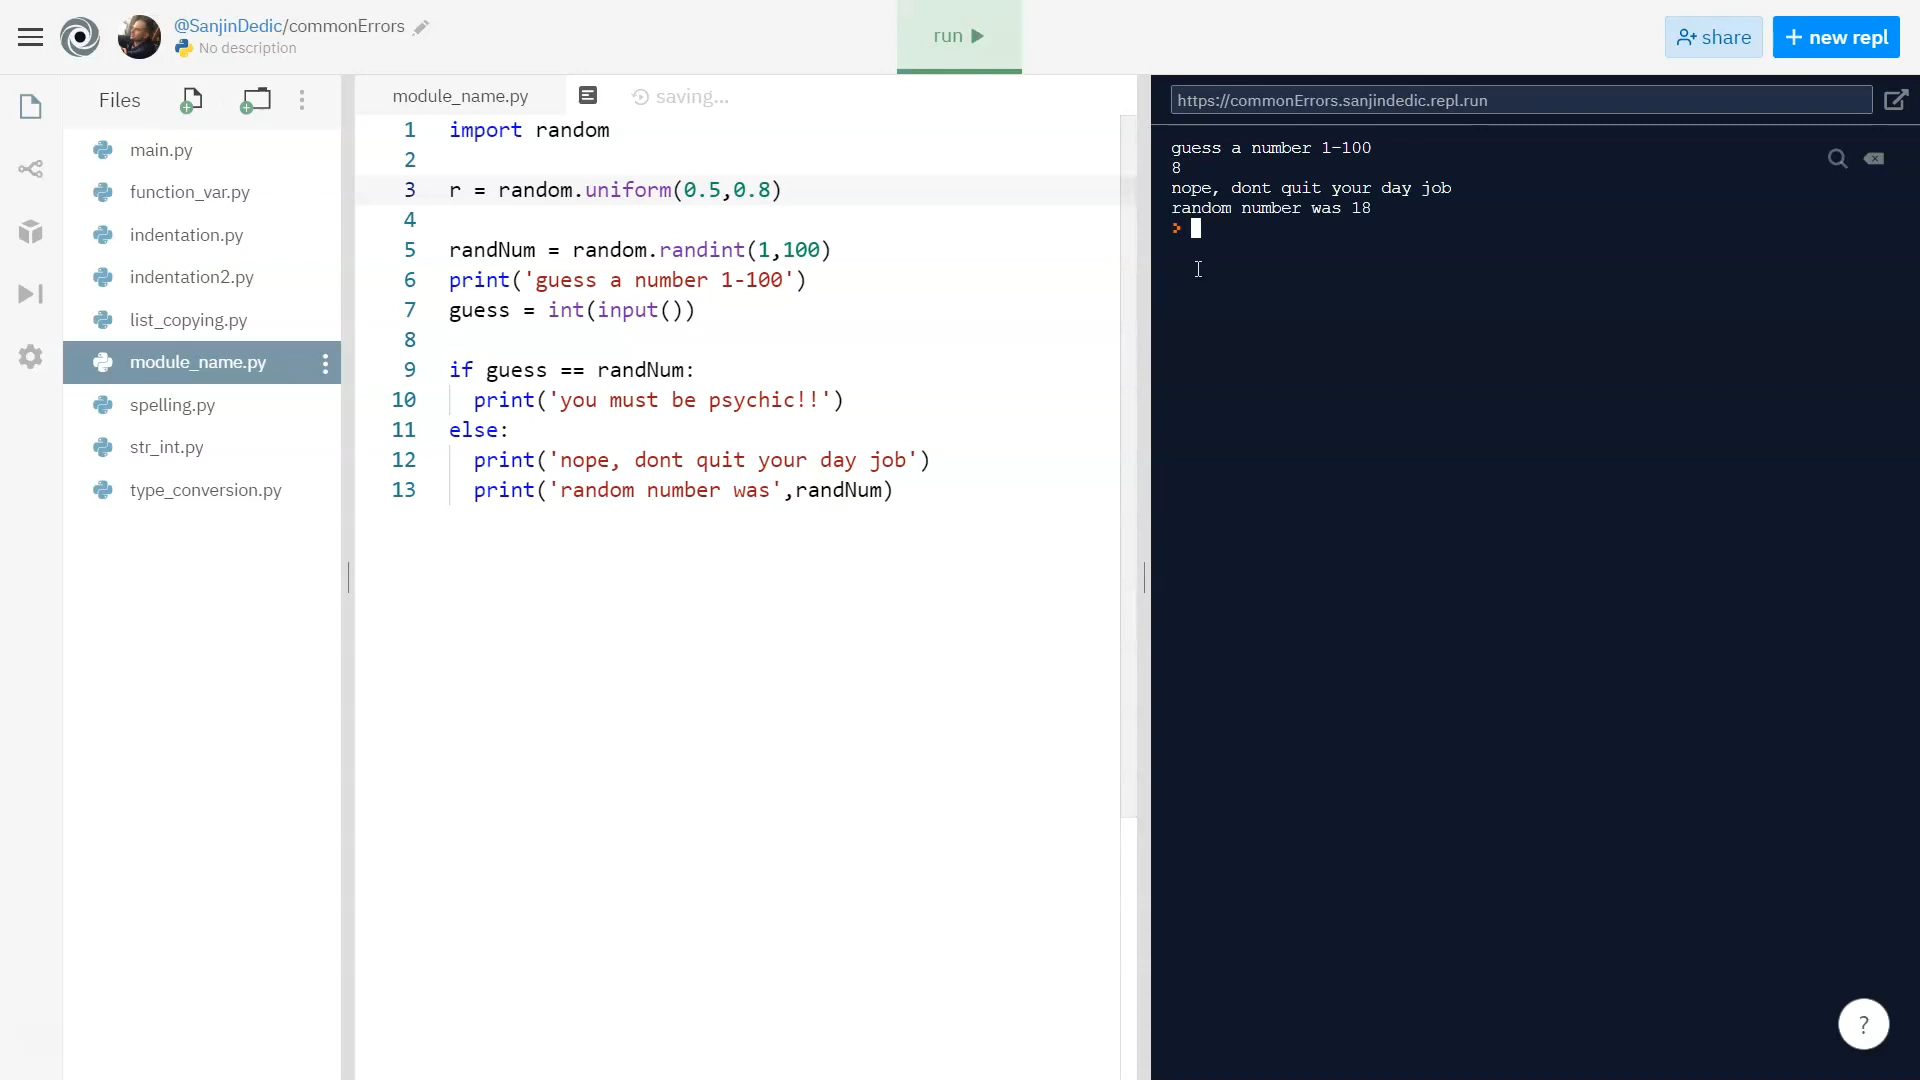 @SanjinDedic/commonErrors
No description
run
share
+ new repl
Files
main.py
function_var.py
indentation.py
indentation2.py
list_copying.py
module_name.py
spelling.py
str_int.py
type_conversion.py
module_name.py
saving...
1 import random
2
3 r = random.uniform(0.5,0.8)
4
5 randNum = random.randint(1,100)
6 print('guess a number 1-100')
7 guess = int(input())
8
9 if guess == randNum:
10 print('you must be psychic!!')
11 else:
12 print('nope, dont quit your day job')
13 print('random number was',randNum)
https://commonErrors.sanjindedic.repl.run
guess a number 1-100
8
nope, dont quit your day job
random number was 18
>
?